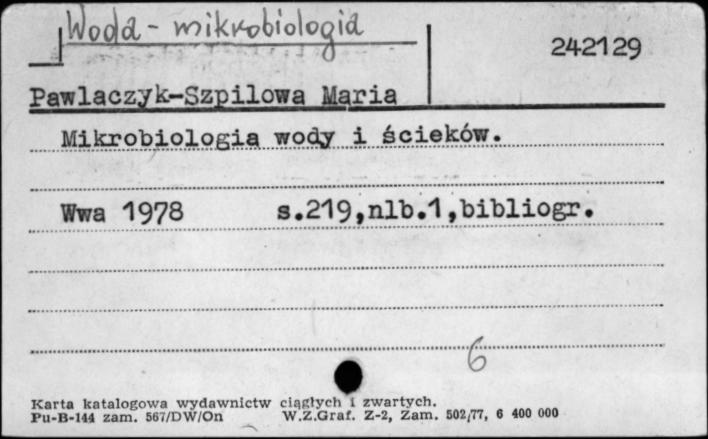 Woda - mikrobiologia
242129
Pawlaczyk-Szpilowa Maria
Mikrobiologia wody i ścieków.
Wwa 1978 s.219,nlb.1,bibliogr.
6
Karta katalogowa wydawnictw ciągłych i zwartych.
Pu-B-144 zam. 567/DW/On W.Z.Graf. Z-2, Zam. 502/77, 6 400 000